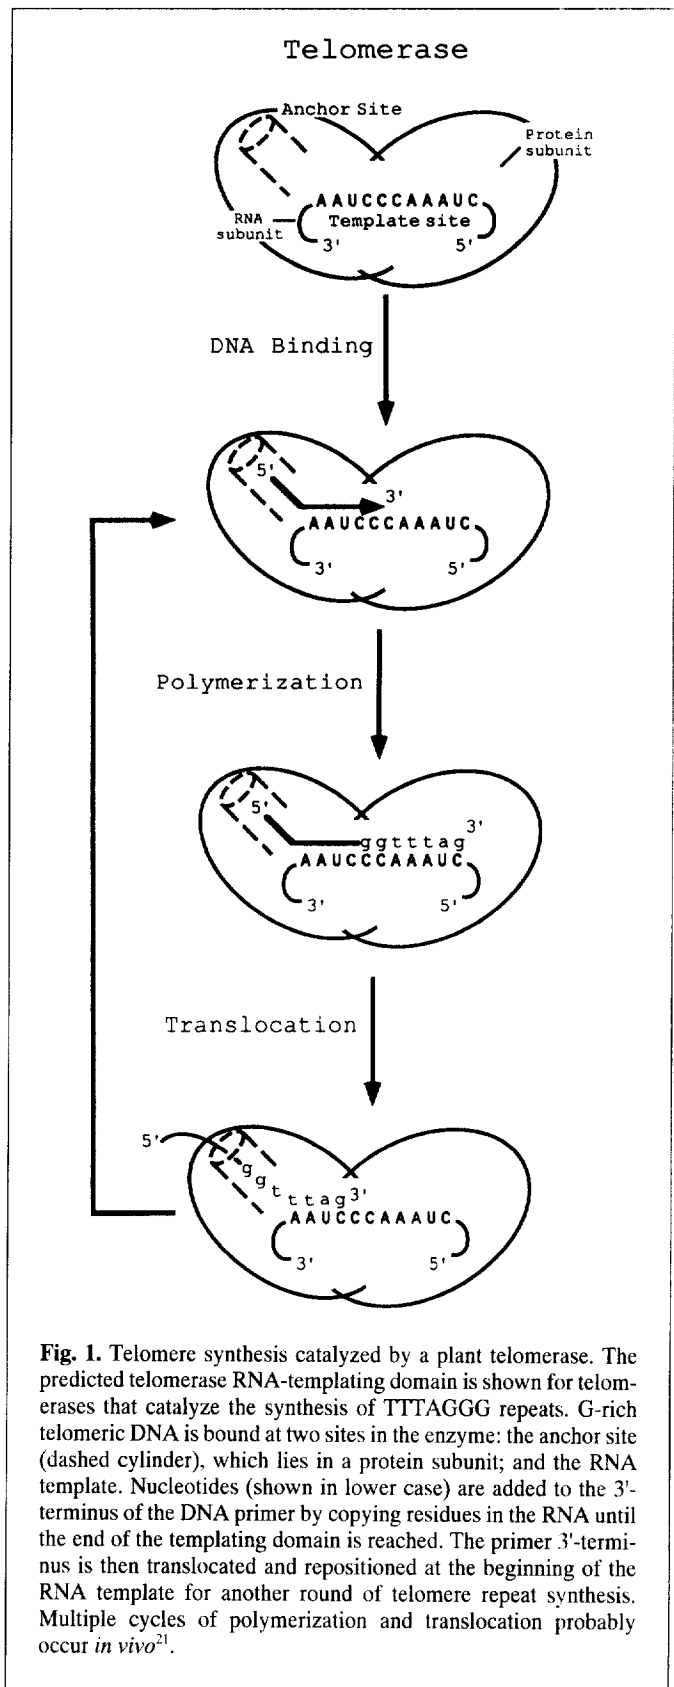 Telomerase
Anchor Site
Protein
subunit
AAUCCCAAAUC
RNA
subunit
Template site
3'
5'
DNA Binding
5'
3'
AAUCCCAAAUC
3'
5'
Polymerization
5'
3'
ggtttag
AAUCCCAAAUC
3'
5'
Translocation
5'
ggtttag3'
AAUCCCAAAUC
3'
5'
Fig. 1. Telomere synthesis catalyzed by a plant telomerase. The
predicted telomerase RNA-templating domain is shown for telom-
erases that catalyze the synthesis of TTTAGGG repeats. G-rich
telomeric DNA is bound at two sites in the enzyme: the anchor site
(dashed cylinder), which lies in a protein subunit; and the RNA
template. Nucleotides (shown in lower case) are added to the 3'-
terminus of the DNA primer by copying residues in the RNA until
the end of the templating domain is reached. The primer 3'-termi-
nus is then translocated and repositioned at the beginning of the
RNA template for another round of telomere repeat synthesis.
Multiple cycles of polymerization and translocation probably
occur in vivo21.